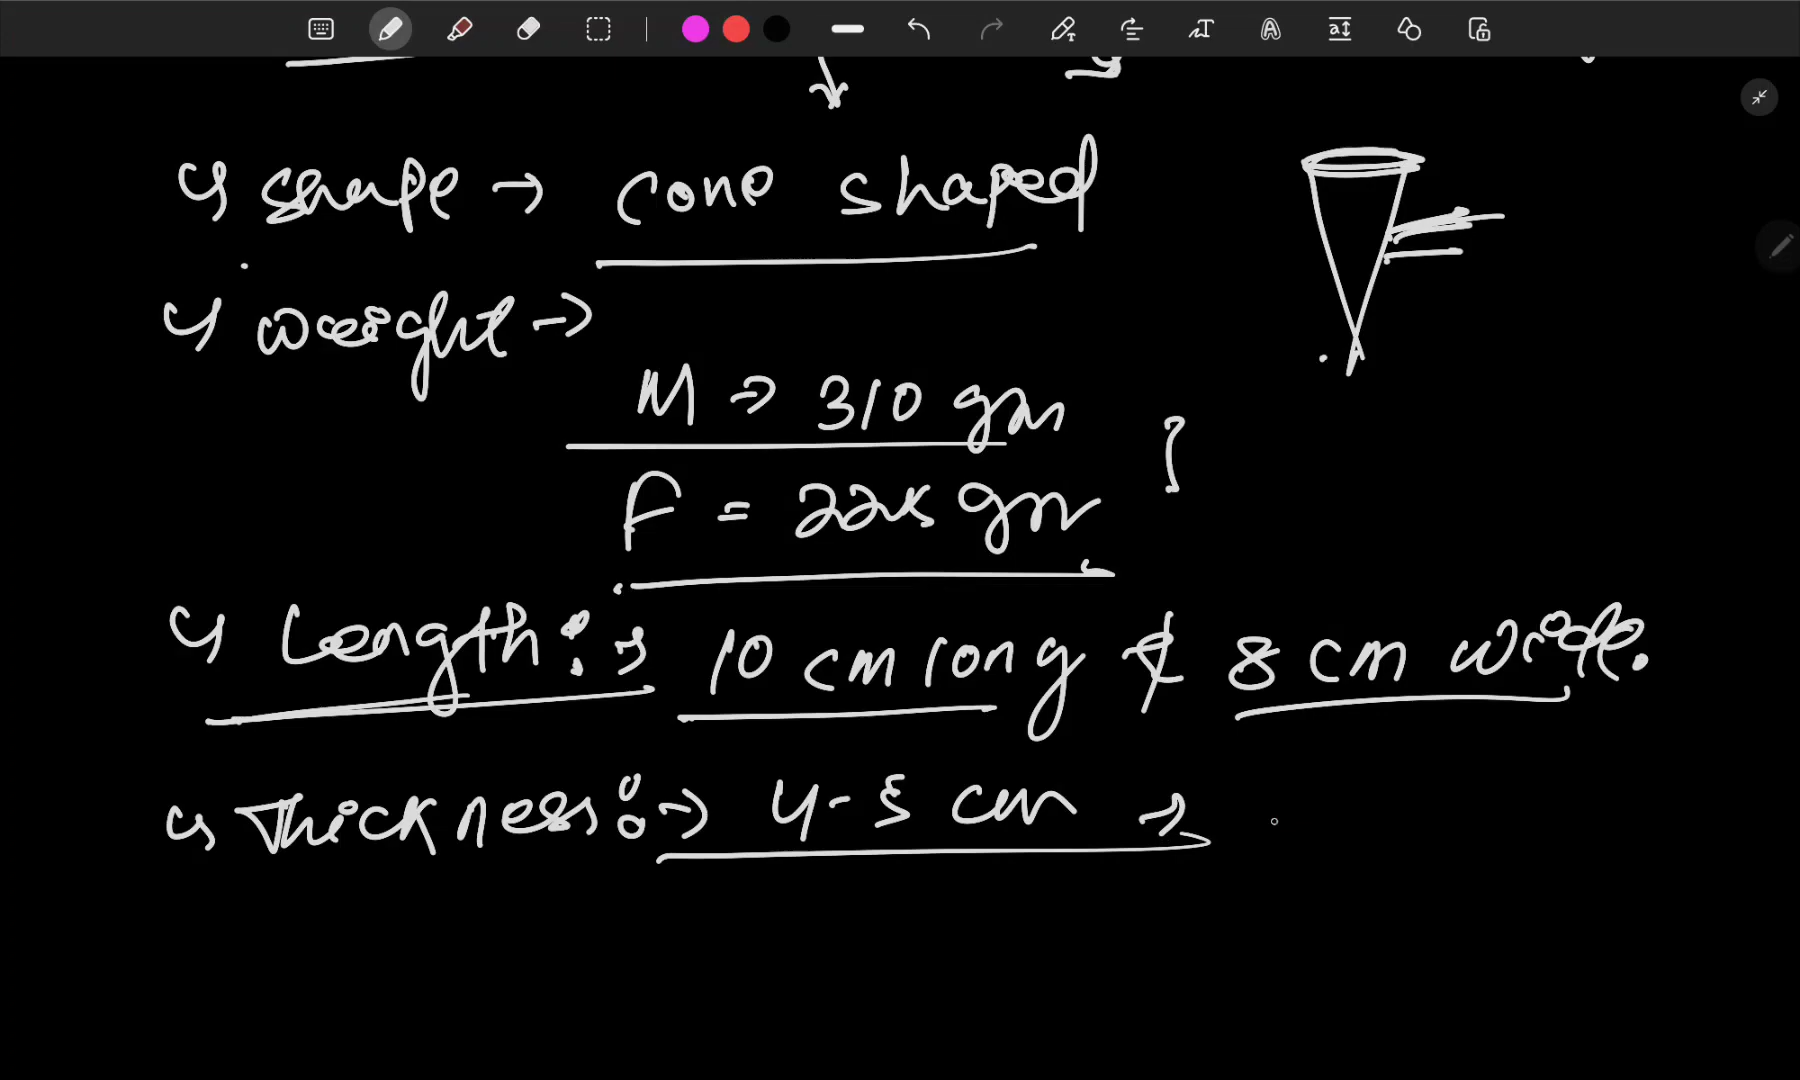 shape → cone shaped
weight →
M → 310 gm
F = 225 gm
Length: → 10 cm long & 8 cm wide.
Thickness: → 4-5 cm →